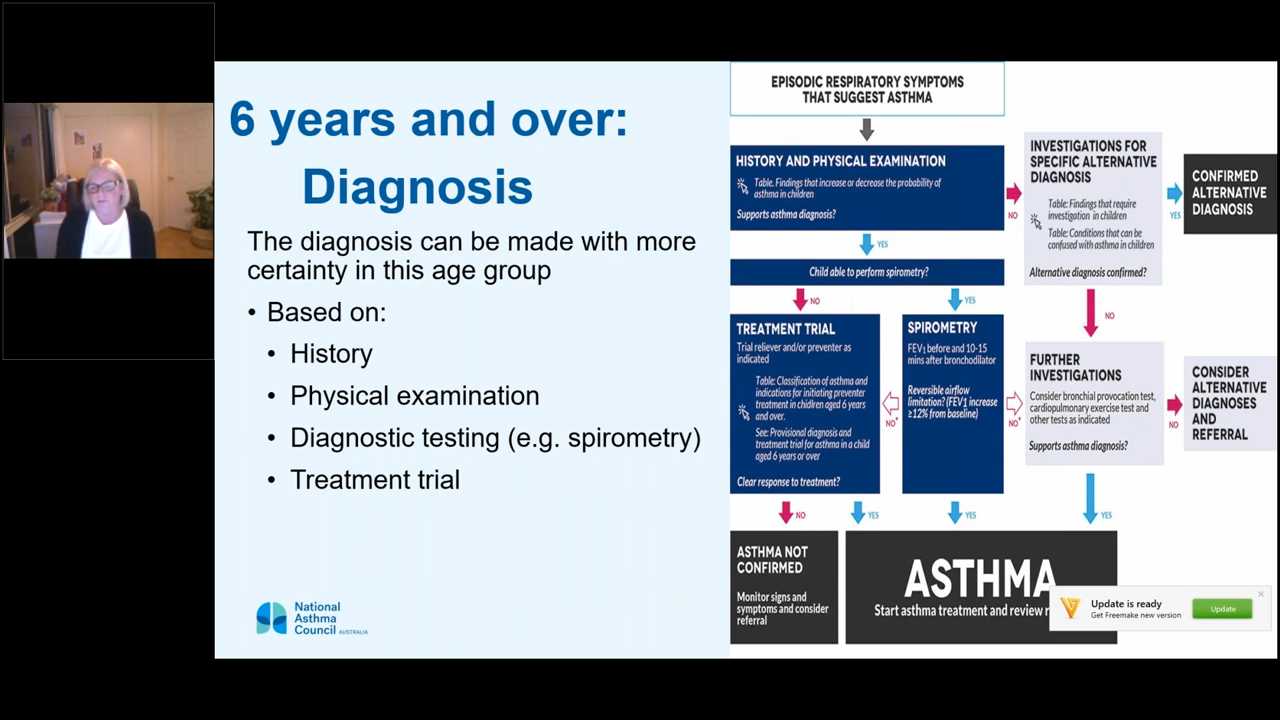 6 years and over:
Diagnosis
The diagnosis can be made with more
certainty in this age group
• Based on:
• History
• Physical examination
• Diagnostic testing (e.g. spirometry)
• Treatment trial
National
Asthma
Council AUSTRALIA
EPISODIC RESPIRATORY SYMPTOMS
THAT SUGGEST ASTHMA
HISTORY AND PHYSICAL EXAMINATION
Table. Findings that increase or decrease the probability of
asthma in children
Supports asthma diagnosis?
NO
YES
INVESTIGATIONS FOR
SPECIFIC ALTERNATIVE
DIAGNOSIS
Table: Findings that require
investigation in children
Table: Conditions that can be
confused with asthma in children
Alternative diagnosis confirmed?
YES
CONFIRMED
ALTERNATIVE
DIAGNOSIS
Child able to perform spirometry?
NO
YES
NO
TREATMENT TRIAL
Trial reliever and/or preventer as
indicated
Table: Classification of asthma and
indications for initiating preventer
treatment in children aged 6 years
and over.
See: Provisional diagnosis and
treatment trial for asthma in a child
aged 6 years or over
Clear response to treatment?
NO*
SPIROMETRY
FEV1 before and 10-15
mins after bronchodilator
Reversible airflow
limitation? (FEV1 increase
≥12% from baseline)
NO*
FURTHER
INVESTIGATIONS
Consider bronchial provocation test,
cardiopulmonary exercise test and
other tests as indicated
Supports asthma diagnosis?
NO
CONSIDER
ALTERNATIVE
DIAGNOSES
AND
REFERRAL
NO
YES
YES
YES
ASTHMA NOT
CONFIRMED
Monitor signs and
symptoms and consider
referral
ASTHMA
Start asthma treatment and review
Update is ready
Get Freemake new version
Update